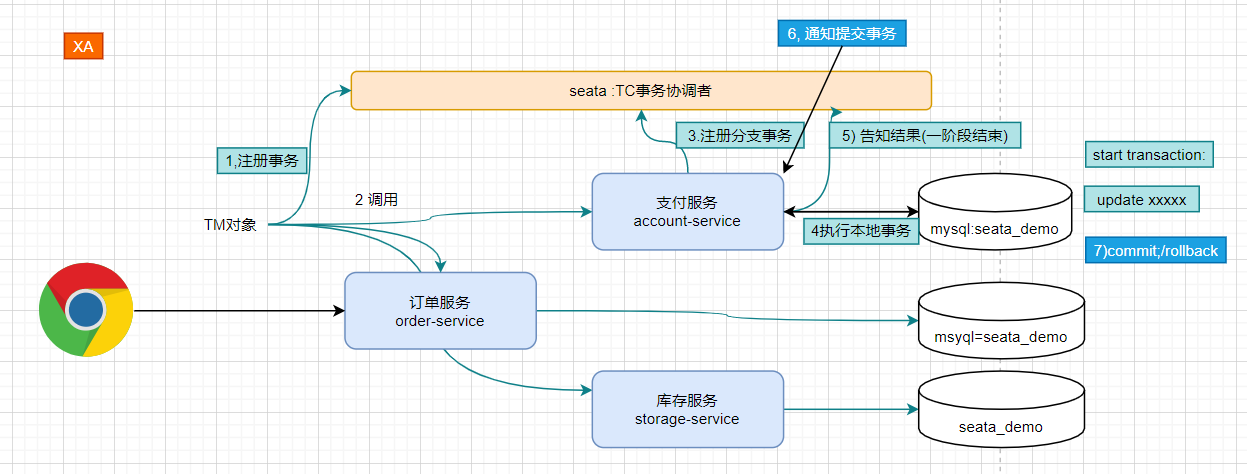 XA
6, 通知提交事务
seata :TC事务协调者
3.注册分支事务
5) 告知结果(一阶段结束)
1,注册事务
start transaction:
2 调用
update xxxxx
TM对象
支付服务
account-service
4执行本地事务
mysql:seata_demo
7)commit;/rollback
订单服务
order-service
msyql=seata_demo
库存服务
storage-service
seata_demo